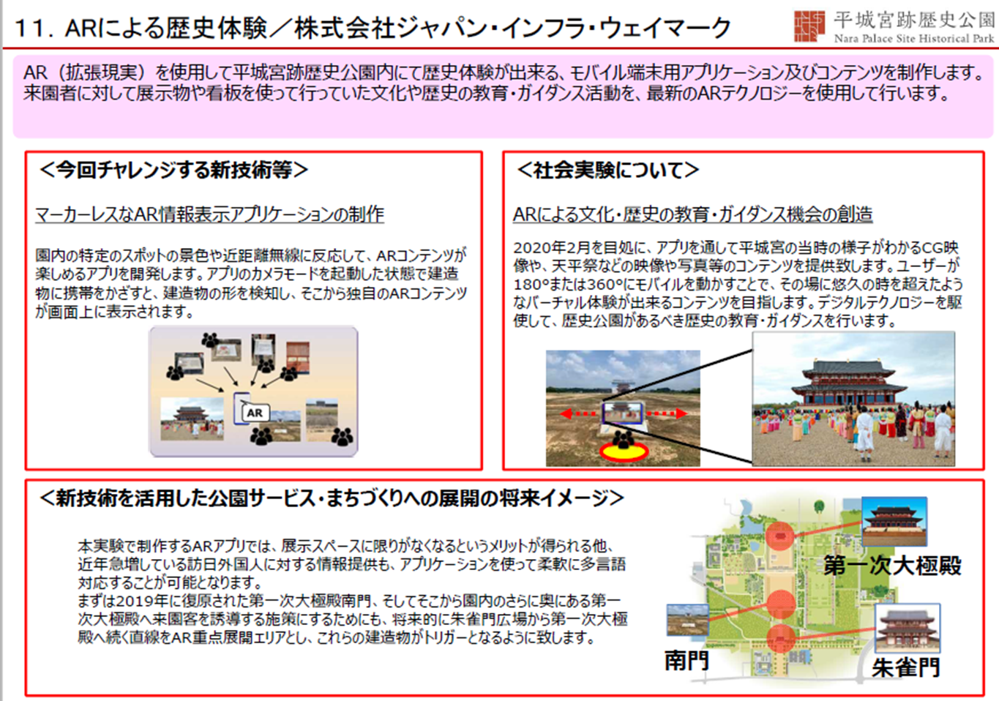 11．ARによる歴史体験／株式会社ジャパン・インフラ・ウェイマーク
平城宮跡歴史公園
Nara Palace Site Historical Park
AR（拡張現実）を使用して平城宮跡歴史公園内にて歴史体験が出来る、モバイル端末用アプリケーション及びコンテンツを制作します。
来園者に対して展示物や看板を使って行っていた文化や歴史の教育・ガイダンス活動を、最新のARテクノロジーを使用して行います。
＜今回チャレンジする新技術等＞
マーカーレスなAR情報表示アプリケーションの制作
園内の特定のスポットの景色や近距離無線に反応して、ARコンテンツが
楽しめるアプリを開発します。アプリのカメラモードを起動した状態で建造
物に携帯をかざすと、建造物の形を検知し、そこから独自のARコンテンツ
が画面上に表示されます。
AR
＜社会実験について＞
ARによる文化・歴史の教育・ガイダンス機会の創造
2020年2月を目処に、アプリを通して平城宮の当時の様子がわかるCG映
像や、天平祭などの映像や写真等のコンテンツを提供致します。ユーザーが
180°または360°にモバイルを動かすことで、その場に悠久の時を超えたよう
なバーチャル体験が出来るコンテンツを目指します。デジタルテクノロジーを駆
使して、歴史公園があるべき歴史の教育・ガイダンスを行います。
＜新技術を活用した公園サービス・まちづくりへの展開の将来イメージ＞
本実験で制作するARアプリでは、展示スペースに限りがなくなるというメリットが得られる他、
近年急増している訪日外国人に対する情報提供も、アプリケーションを使って柔軟に多言語
対応することが可能となります。
まずは2019年に復原された第一次大極殿南門、そしてそこから園内のさらに奥にある第一
次大極殿へ来園客を誘導する施策にするためにも、将来的に朱雀門広場から第一次大極
殿へ続く直線をAR重点展開エリアとし、これらの建造物がトリガーとなるように致します。
第一次大極殿
南門
朱雀門